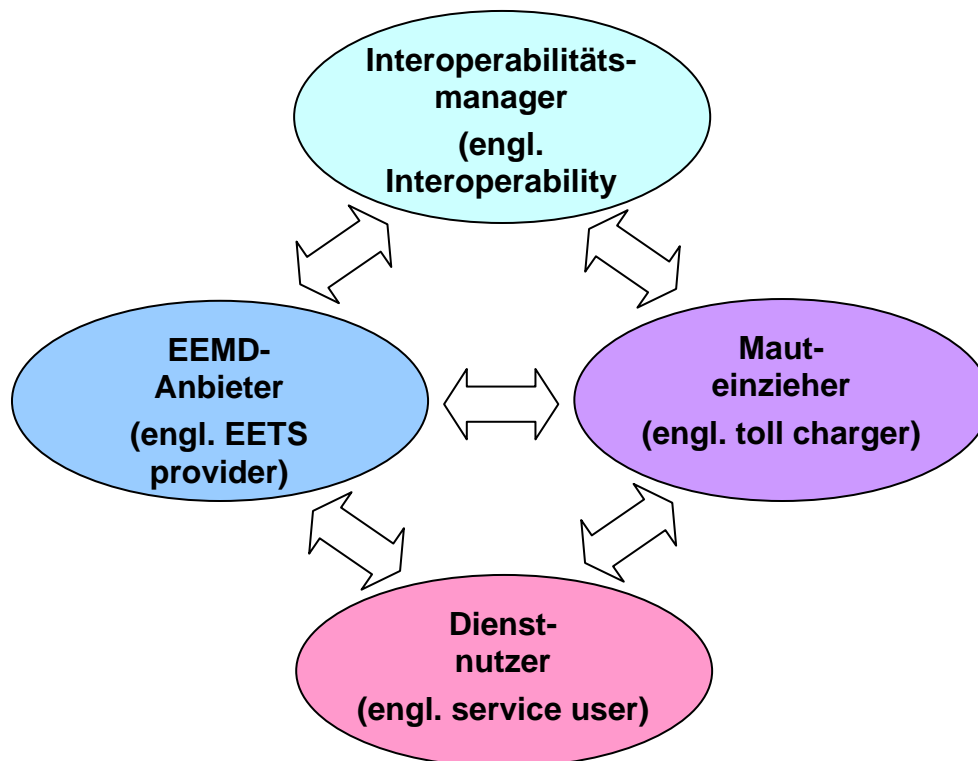 Interoperabilitäts-
manager
(engl.
Interoperability
EEMD-
Anbieter
(engl. EETS
provider)
Maut-
einzieher
(engl. toll charger)
Dienst-
nutzer
(engl. service user)